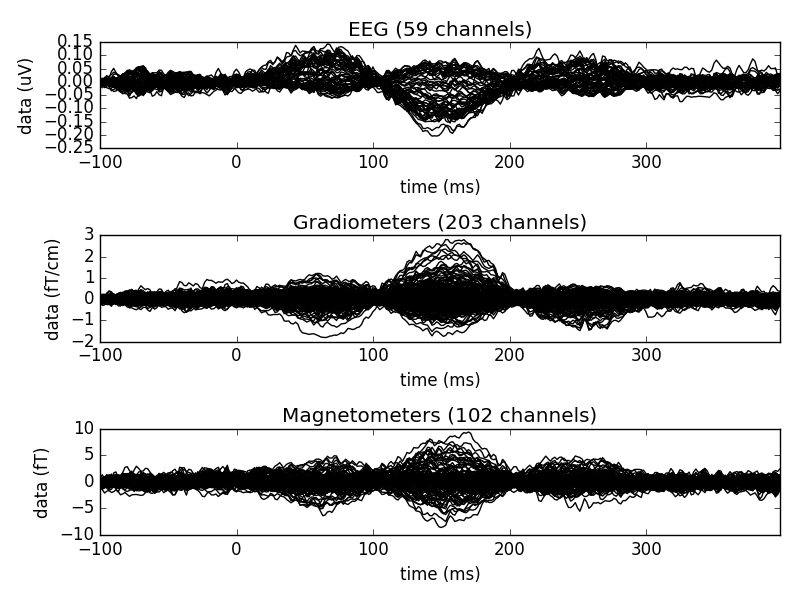 EEG (59 channels)
0.15
0.10
0.05
0.00
−0.05
−0.10
−0.15
−0.20
−0.25
data (uV)
−100 0 100 200 300
time (ms)
Gradiometers (203 channels)
3
2
1
0
−1
−2
data (fT/cm)
−100 0 100 200 300
time (ms)
Magnetometers (102 channels)
10
5
0
−5
−10
data (fT)
−100 0 100 200 300
time (ms)